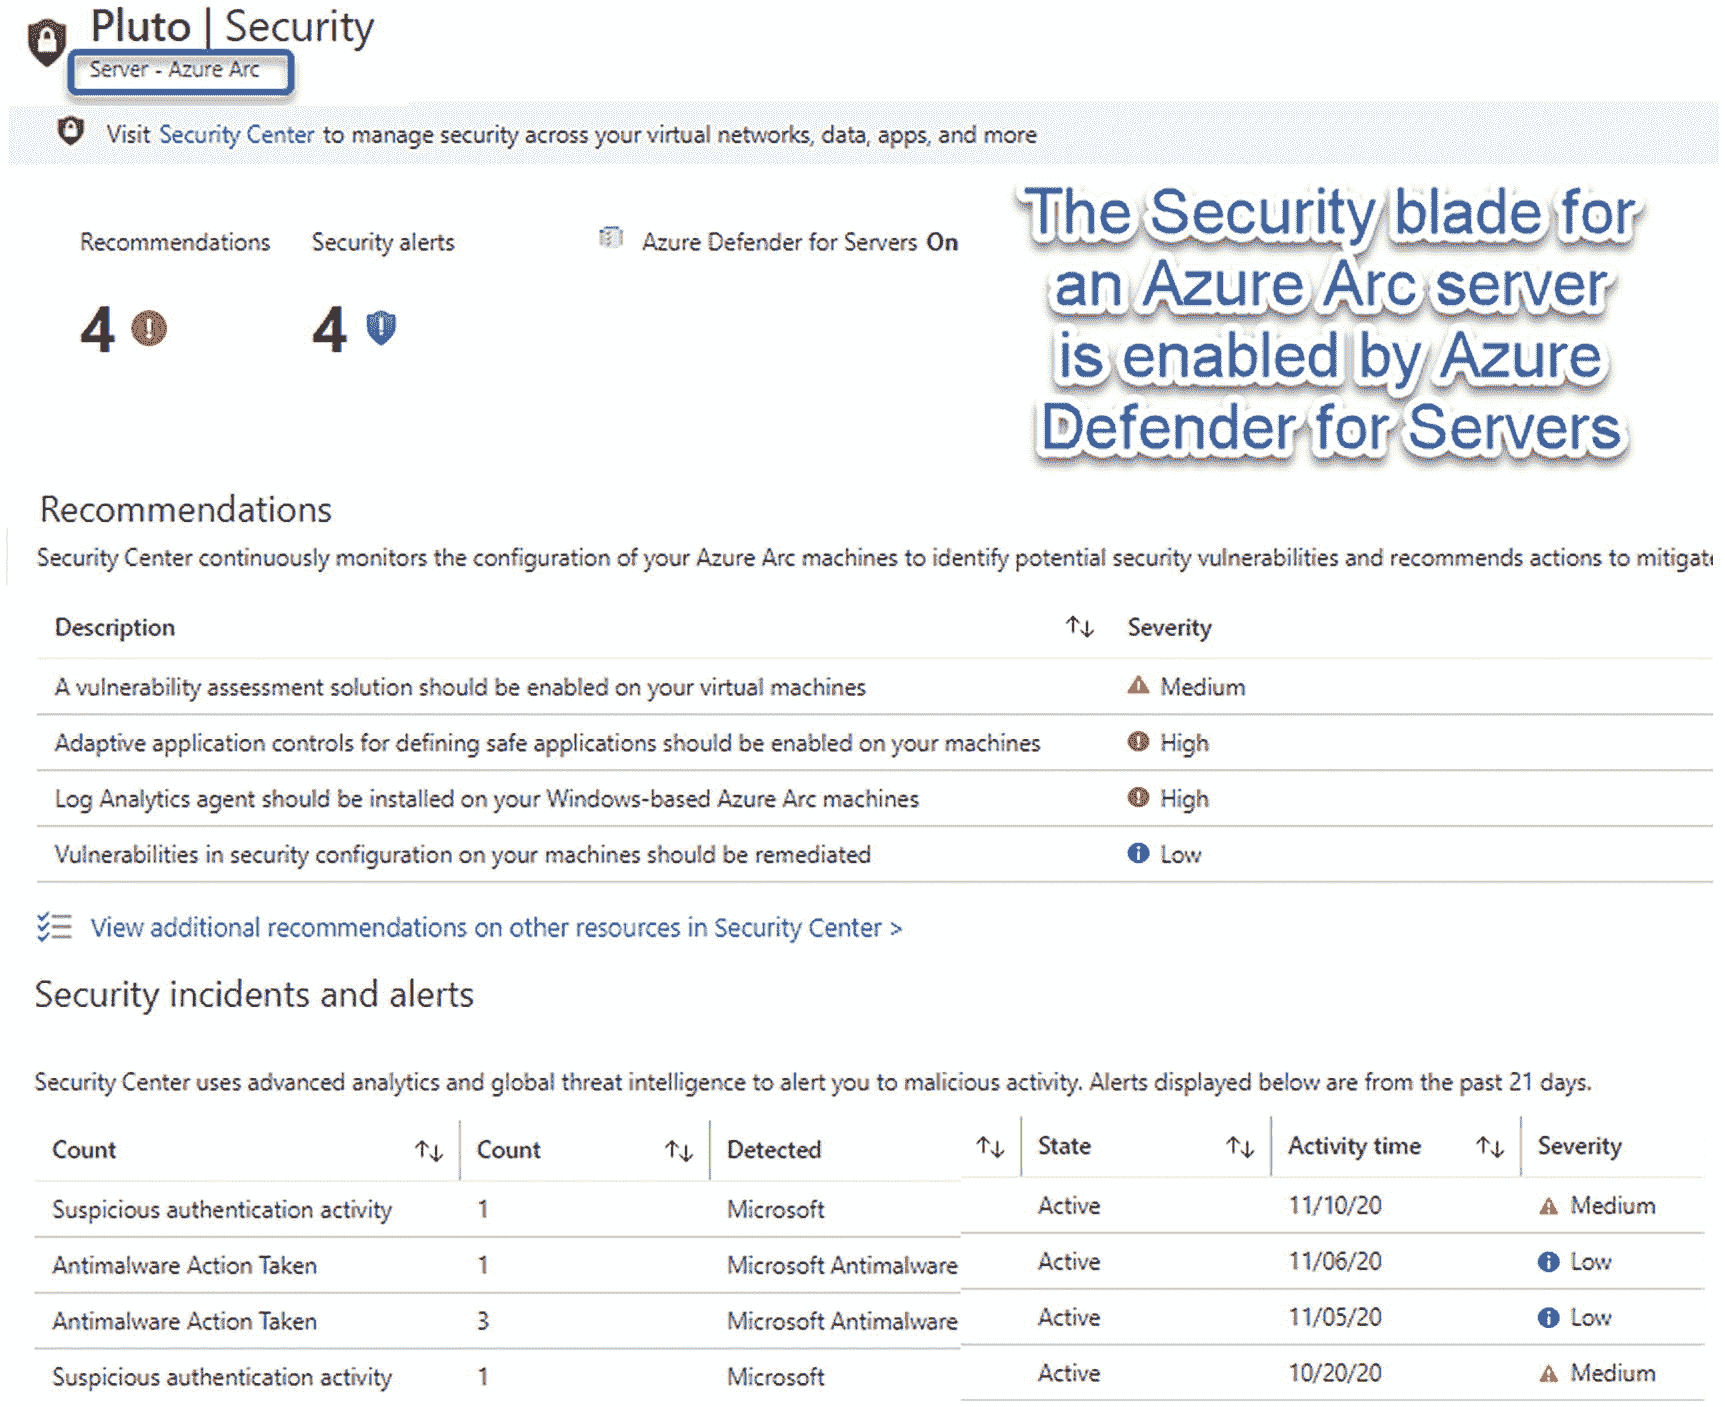 Pluto | Security
Server - Azure Arc
Visit Security Center to manage security across your virtual networks, data, apps, and more
Recommendations Security alerts Azure Defender for Servers On
4 4
The Security blade for
an Azure Arc server
is enabled by Azure
Defender for Servers
Recommendations
Security Center continuously monitors the configuration of your Azure Arc machines to identify potential security vulnerabilities and recommends actions to mitigate
Description Severity
A vulnerability assessment solution should be enabled on your virtual machines Medium
Adaptive application controls for defining safe applications should be enabled on your machines High
Log Analytics agent should be installed on your Windows-based Azure Arc machines High
Vulnerabilities in security configuration on your machines should be remediated Low
View additional recommendations on other resources in Security Center >
Security incidents and alerts
Security Center uses advanced analytics and global threat intelligence to alert you to malicious activity. Alerts displayed below are from the past 21 days.
Count Count Detected State Activity time Severity
Suspicious authentication activity 1 Microsoft Active 11/10/20 Medium
Antimalware Action Taken 1 Microsoft Antimalware Active 11/06/20 Low
Antimalware Action Taken 3 Microsoft Antimalware Active 11/05/20 Low
Suspicious authentication activity 1 Microsoft Active 10/20/20 Medium